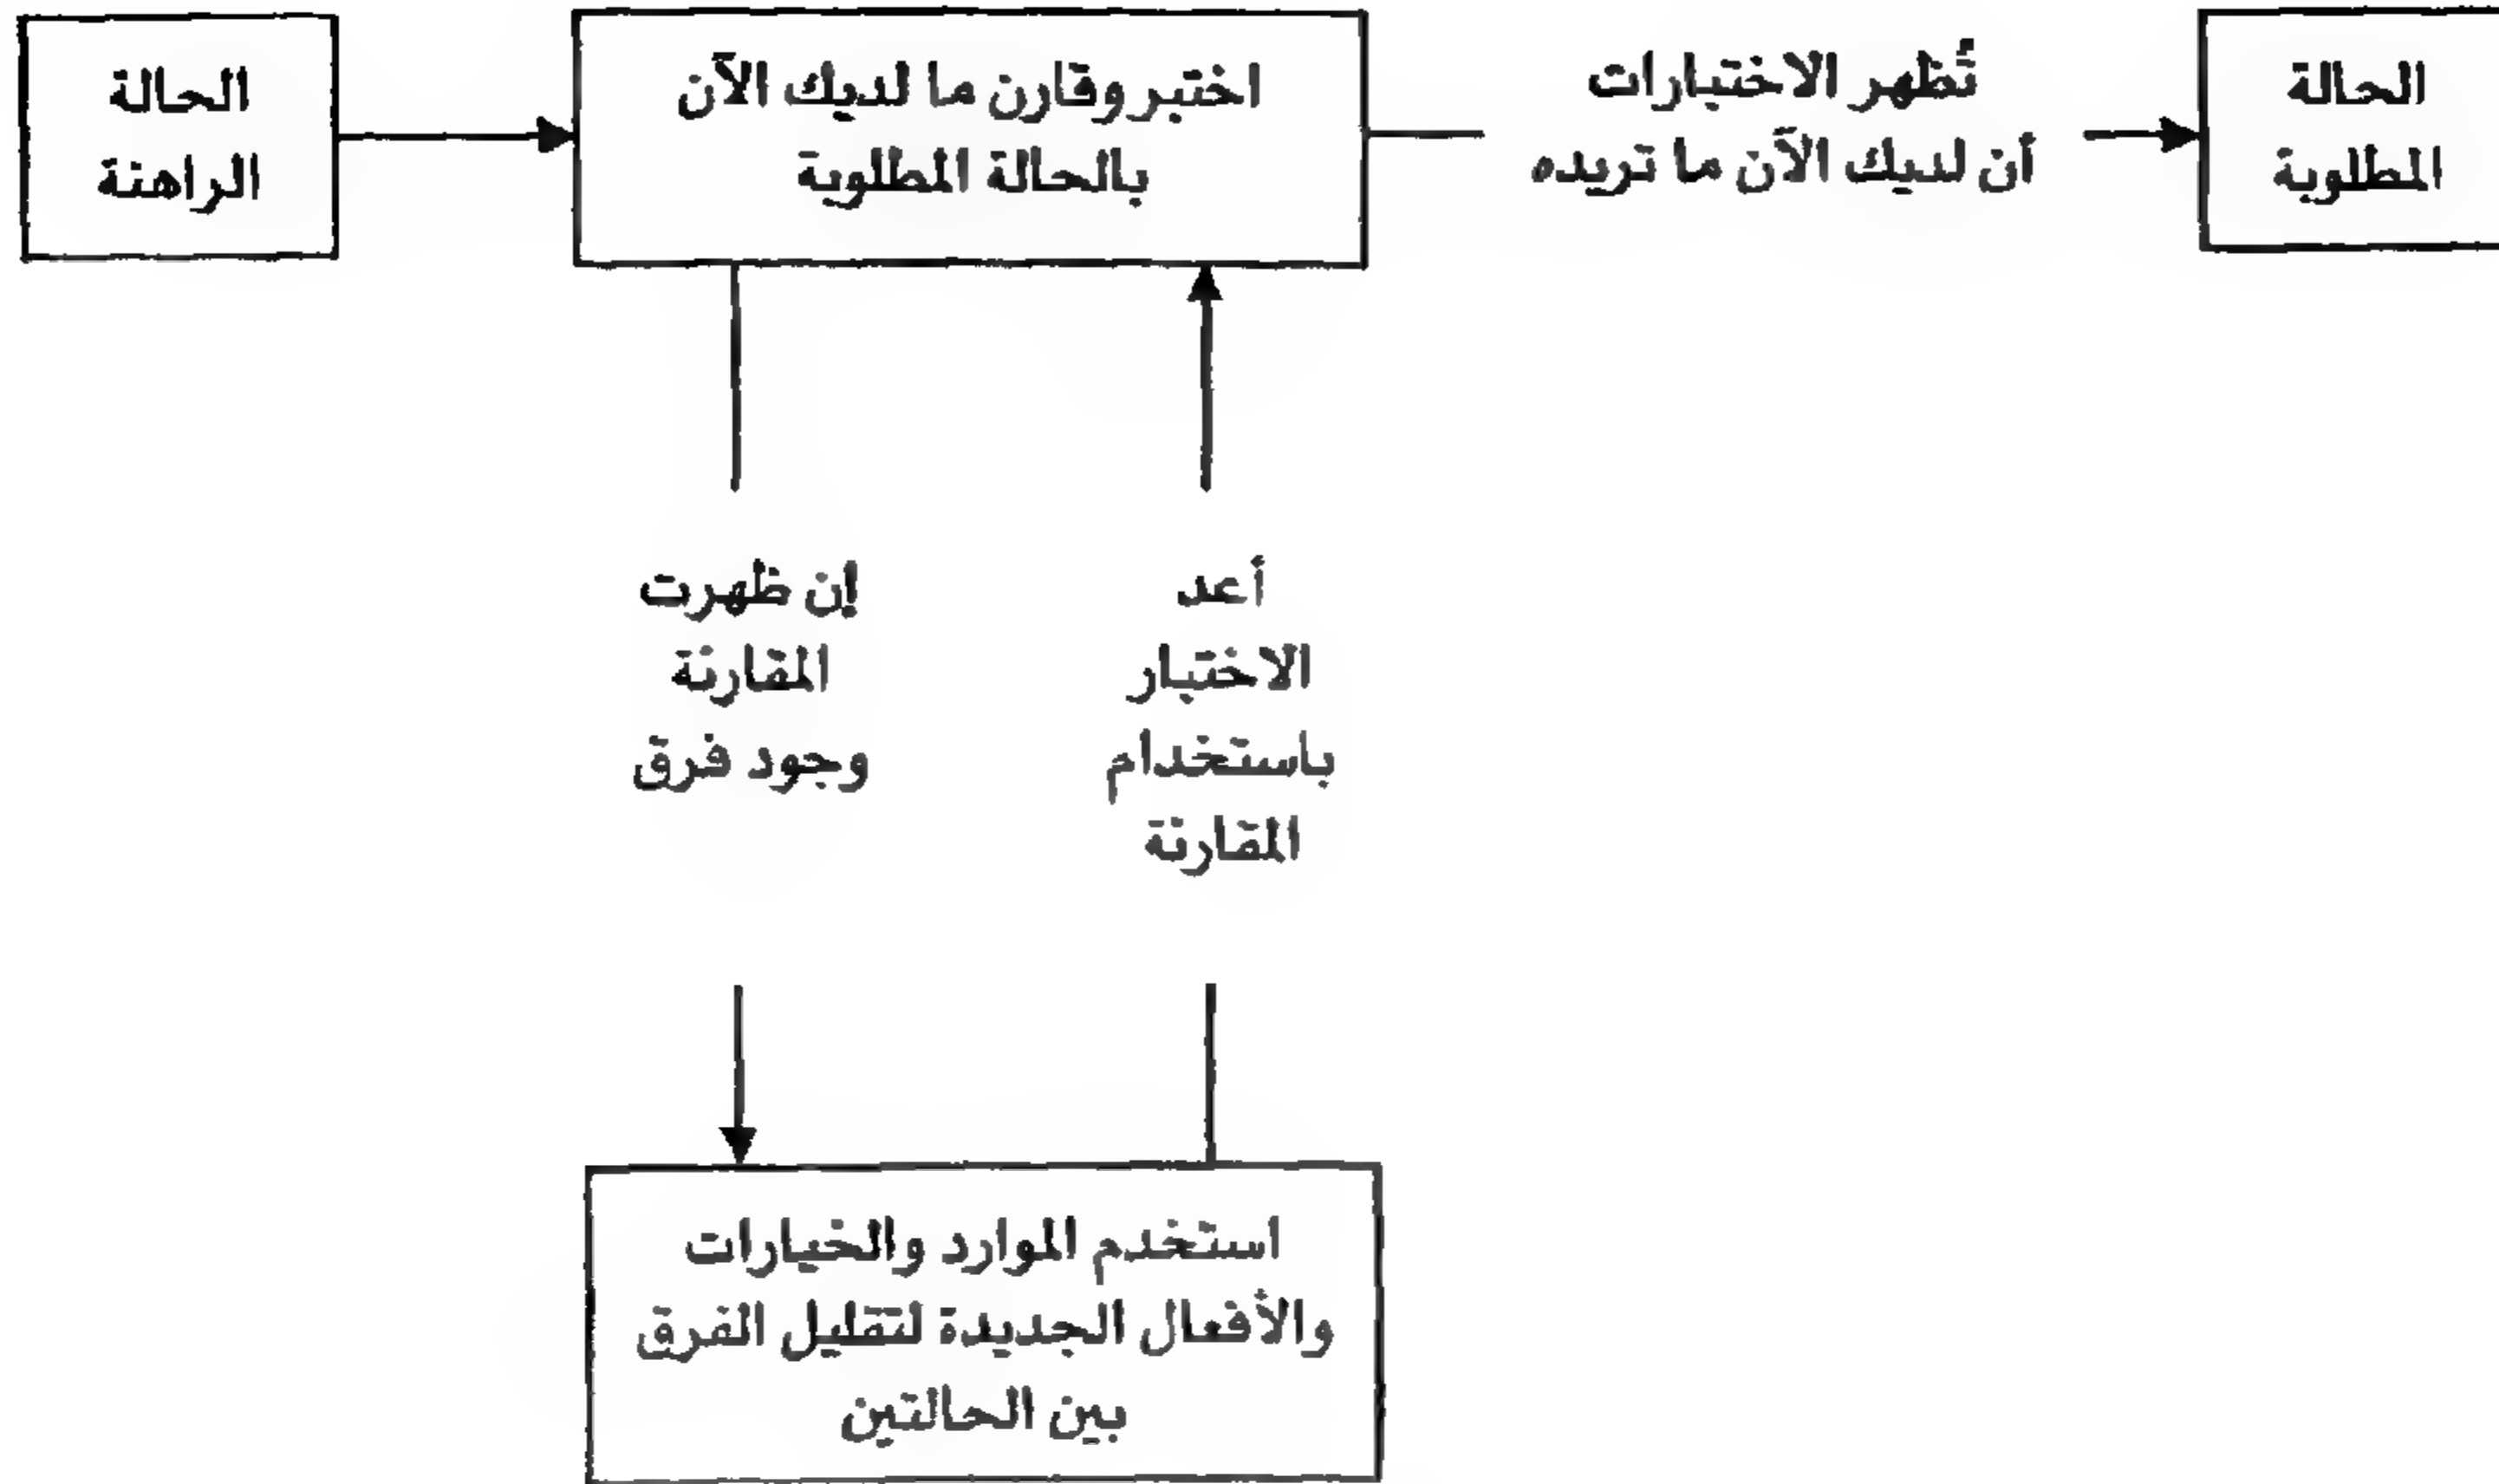 الحالة
الراهنة
اختبر وقارن ما لديك الآن
بالحالة المطلوبة
تُظهر الاختبارات
أن لديك الآن ما تريده
الحالة
المطلوبة
إن ظهرت
المقارنة
وجود فرق
أعد
الاختبار
باستخدام
المقارنة
استخدم الموارد والخيارات
والأفعال الجديدة لتقليل الفرق
بين الحالتين